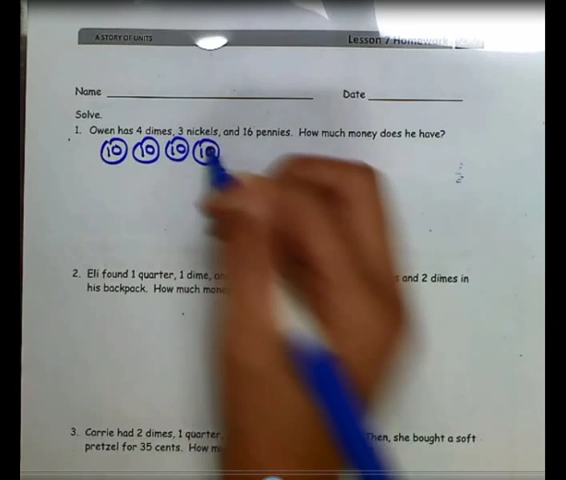 A STORY OF UNITS
Lesson 7 Homework
Name
Date
Solve.
1. Owen has 4 dimes, 3 nickels, and 16 pennies. How much money does he have?
10 10 10 10
2. Eli found 1 quarter, 1 dime, and 2 dimes in
his backpack. How much
3. Carrie had 2 dimes, 1 quarter, Then, she bought a soft
pretzel for 35 cents. How